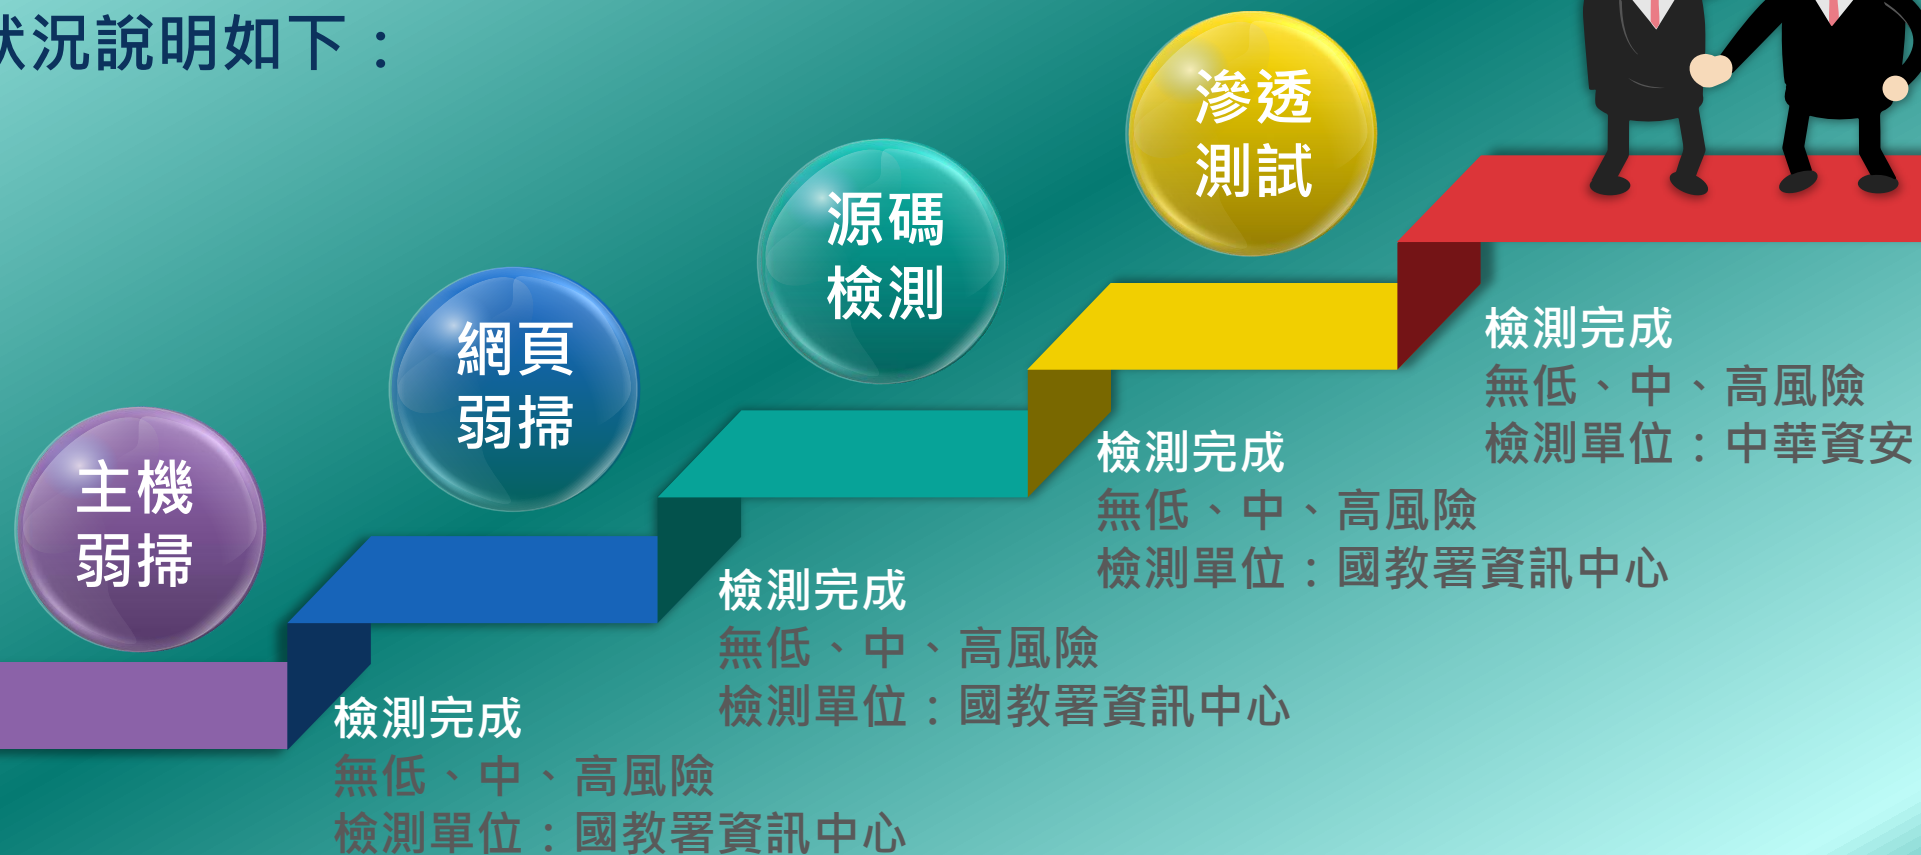 狀況說明如下：
主機
弱掃
檢測完成
無低、中、高風險
檢測單位：國教署資訊中心
網頁
弱掃
檢測完成
無低、中、高風險
檢測單位：國教署資訊中心
源碼
檢測
檢測完成
無低、中、高風險
檢測單位：國教署資訊中心
滲透
測試
檢測完成
無低、中、高風險
檢測單位：中華資安